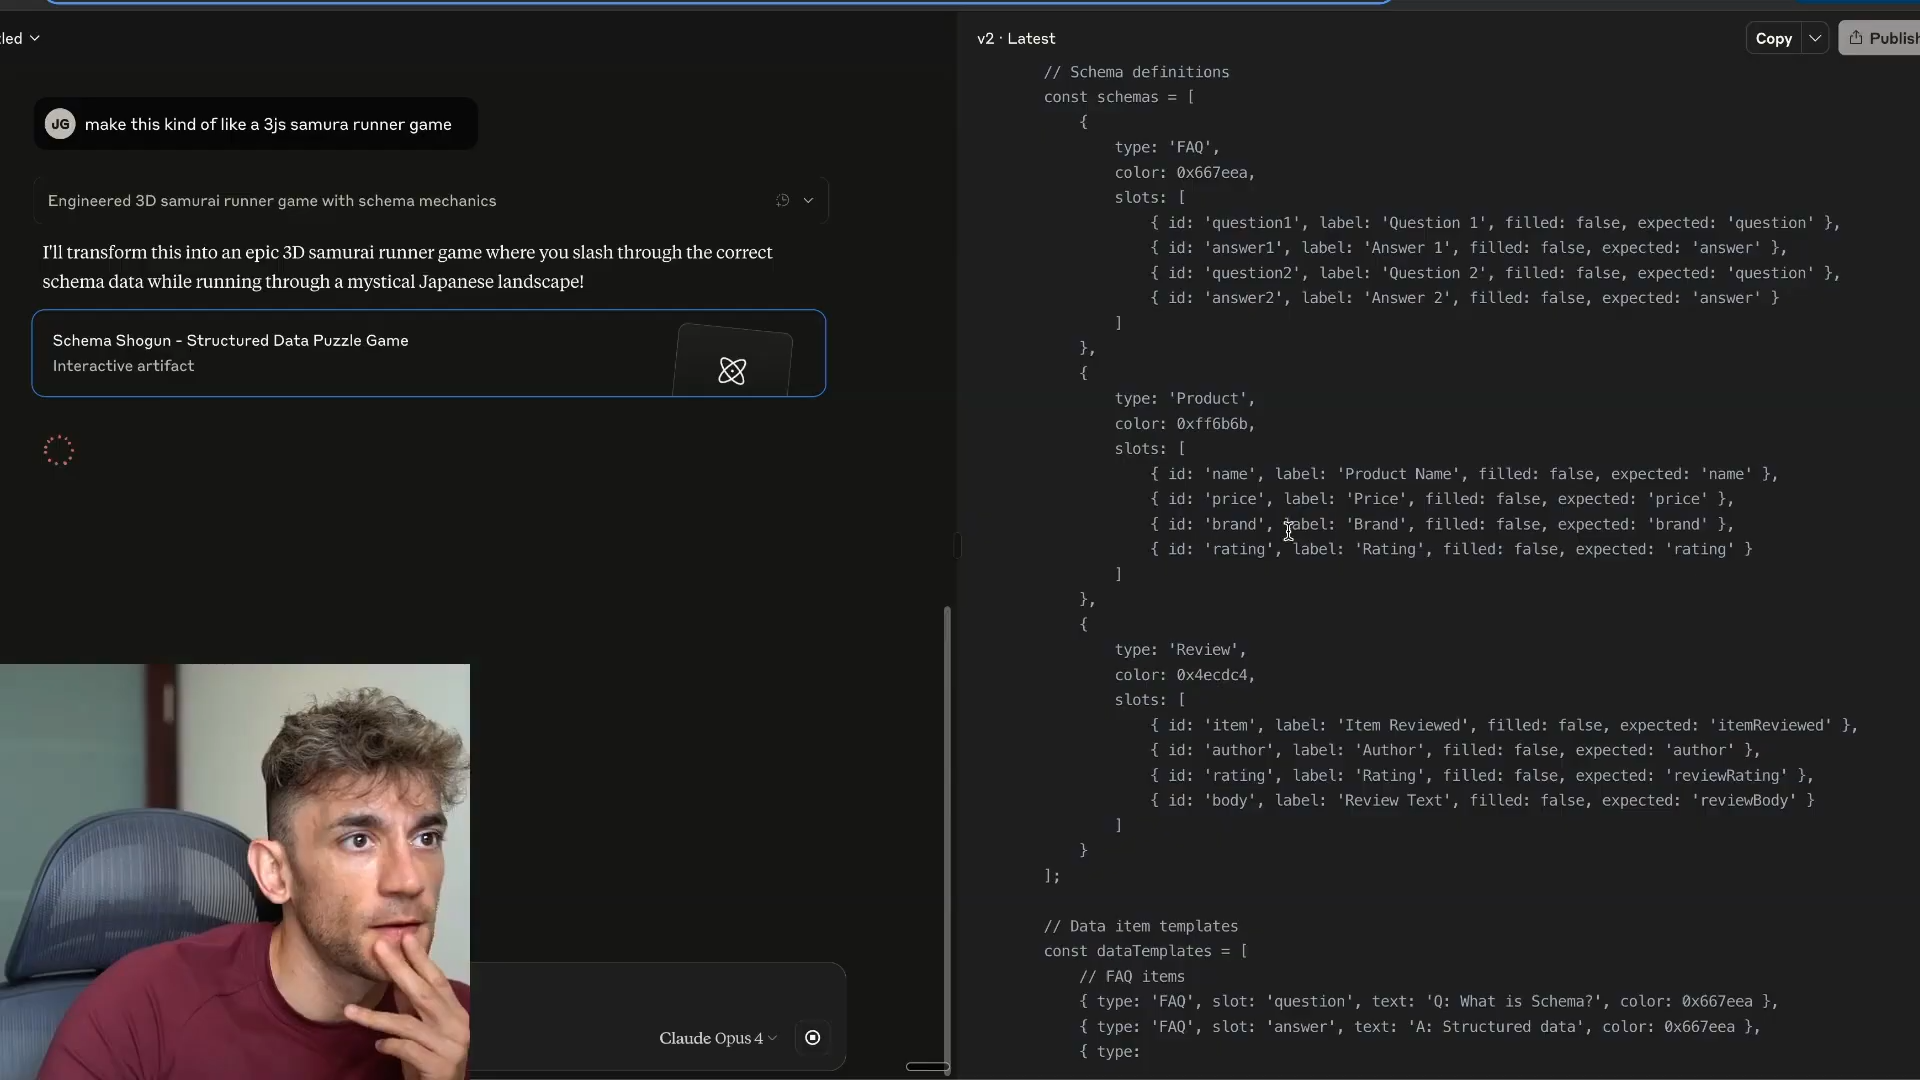 led
v2 · Latest
Copy
Publish
JG
make this kind of like a 3js samura runner game
Engineered 3D samurai runner game with schema mechanics
I'll transform this into an epic 3D samurai runner game where you slash through the correct
schema data while running through a mystical Japanese landscape!
Schema Shogun - Structured Data Puzzle Game
Interactive artifact
Claude Opus 4
// Schema definitions
const schemas = [
{
type: 'FAQ',
color: 0x667eea,
slots: [
{ id: 'question1', label: 'Question 1', filled: false, expected: 'question' },
{ id: 'answer1', label: 'Answer 1', filled: false, expected: 'answer' },
{ id: 'question2', label: 'Question 2', filled: false, expected: 'question' },
{ id: 'answer2', label: 'Answer 2', filled: false, expected: 'answer' }
]
},
{
type: 'Product',
color: 0xff6b6b,
slots: [
{ id: 'name', label: 'Product Name', filled: false, expected: 'name' },
{ id: 'price', label: 'Price', filled: false, expected: 'price' },
{ id: 'brand', label: 'Brand', filled: false, expected: 'brand' },
{ id: 'rating', label: 'Rating', filled: false, expected: 'rating' }
]
},
{
type: 'Review',
color: 0x4ecdc4,
slots: [
{ id: 'item', label: 'Item Reviewed', filled: false, expected: 'itemReviewed' },
{ id: 'author', label: 'Author', filled: false, expected: 'author' },
{ id: 'rating', label: 'Rating', filled: false, expected: 'reviewRating' },
{ id: 'body', label: 'Review Text', filled: false, expected: 'reviewBody' }
]
}
];
// Data item templates
const dataTemplates = [
// FAQ items
{ type: 'FAQ', slot: 'question', text: 'Q: What is Schema?', color: 0x667eea },
{ type: 'FAQ', slot: 'answer', text: 'A: Structured data', color: 0x667eea },
{ type: